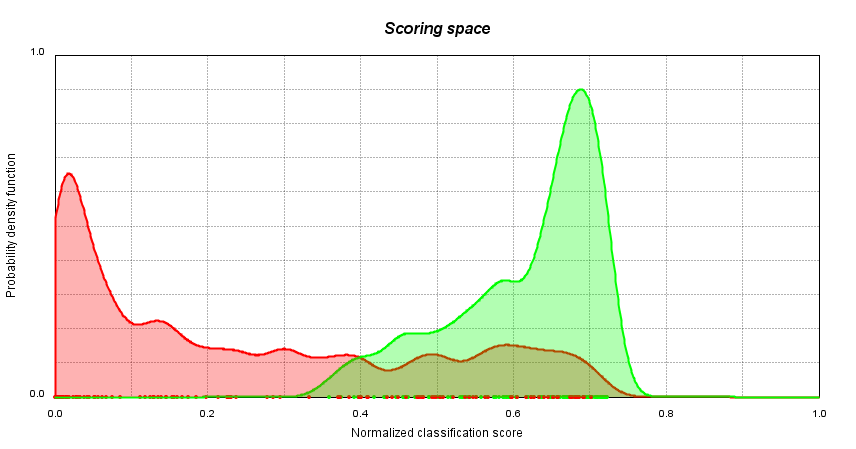 Scoring space
1.0
Probability density function
0.0
0.0 0.2 0.4 0.6 0.8 1.0
Normalized classification score